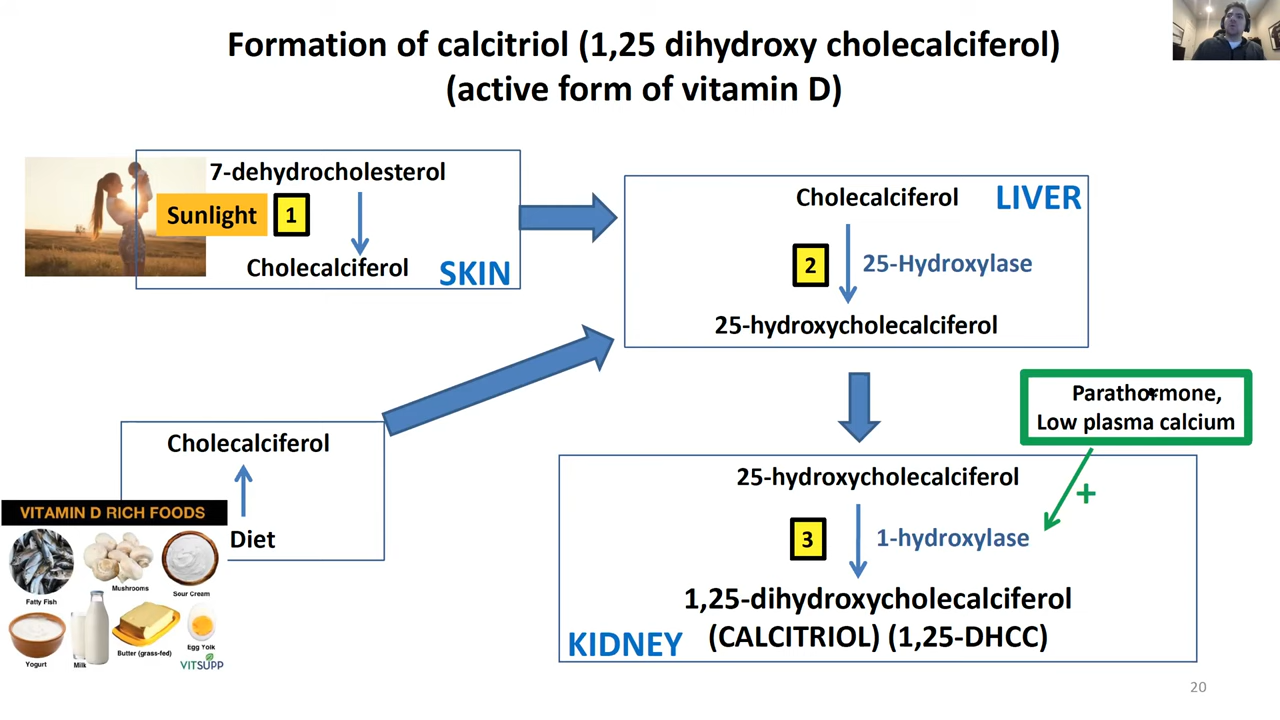 Formation of calcitriol (1,25 dihydroxy cholecalciferol)
(active form of vitamin D)
7-dehydrocholesterol
Sunlight
1
Cholecalciferol
SKIN
Cholecalciferol
LIVER
2
25-Hydroxylase
25-hydroxycholecalciferol
Parathormone,
Low plasma calcium
+
Cholecalciferol
Diet
VITAMIN D RICH FOODS
Fatty Fish
Mushrooms
Sour Cream
Yogurt
Milk
Butter (grass-fed)
Egg Yolk
VITSUPP
25-hydroxycholecalciferol
3
1-hydroxylase
1,25-dihydroxycholecalciferol
KIDNEY
(CALCITRIOL) (1,25-DHCC)
20